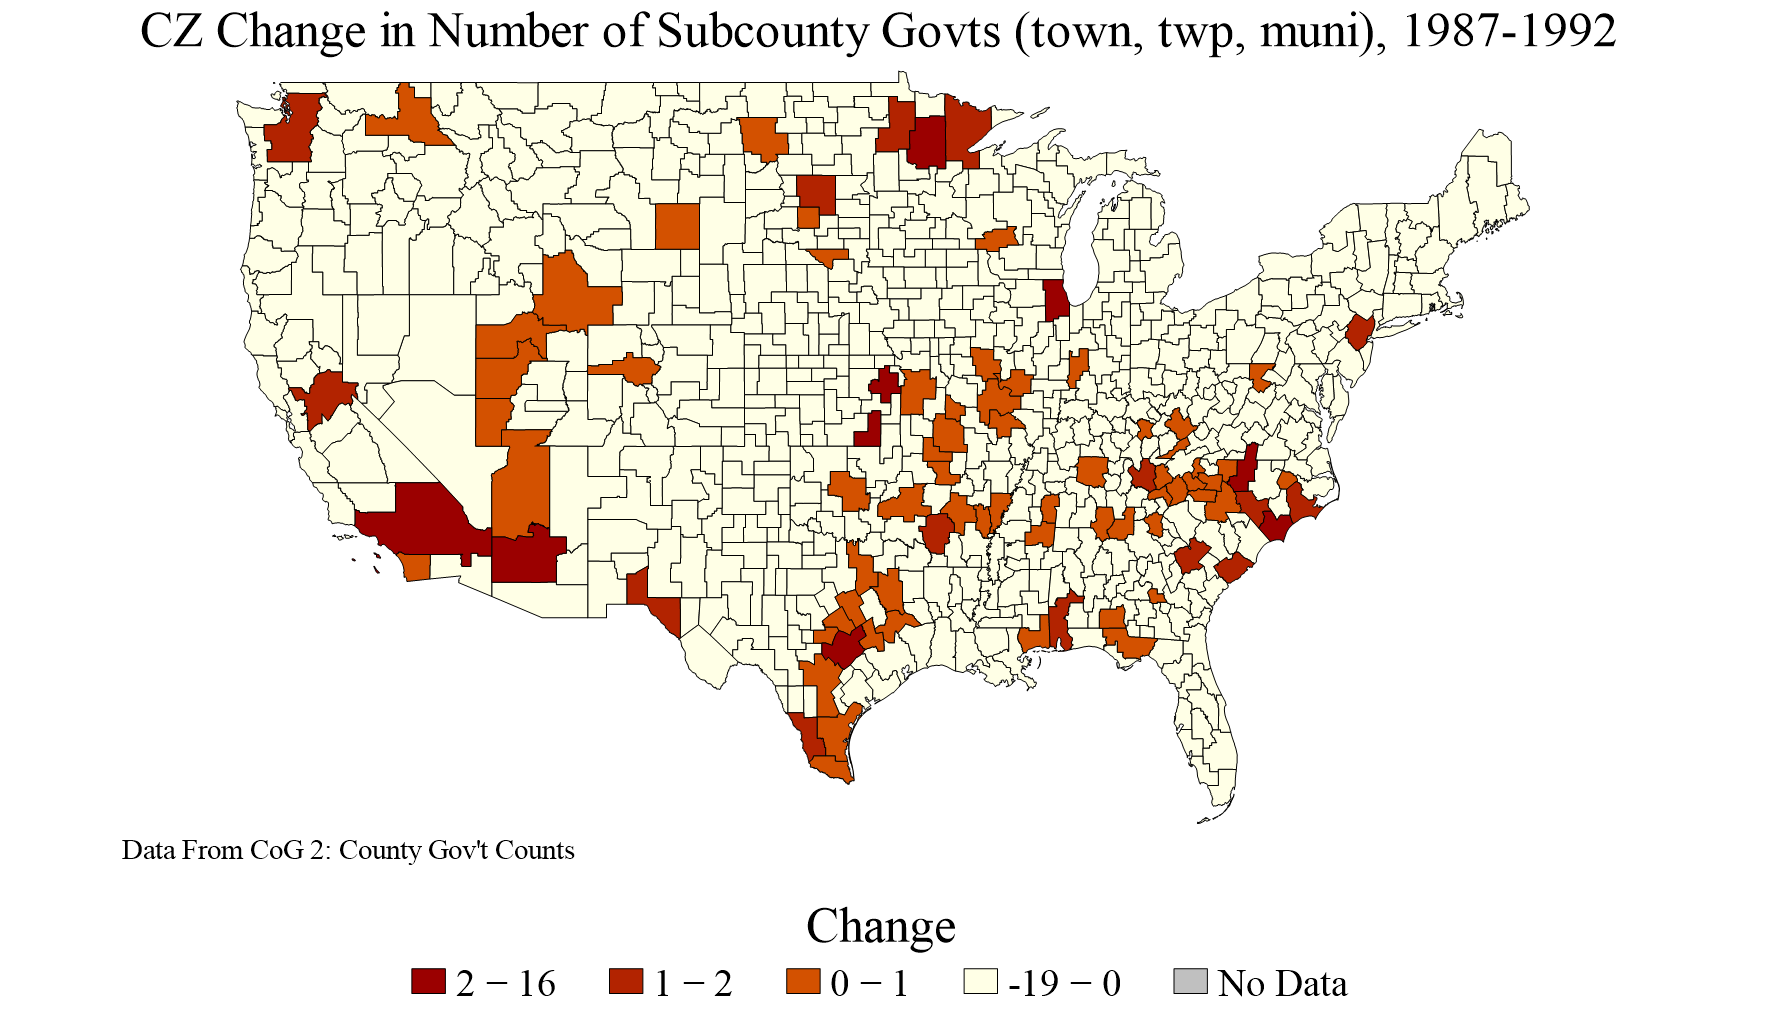 CZ Change in Number of Subcounty Govts (town, twp, muni), 1987-1992
Data From CoG 2: County Gov't Counts
Change
2 − 16 1 − 2 0 − 1 -19 − 0 No Data